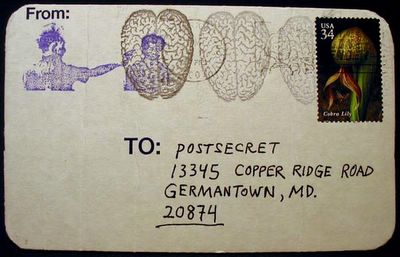 From:
USA
34
Cobra Lily
TO: POSTSECRET
13345 COPPER RIDGE ROAD
GERMANTOWN, MD.
20874